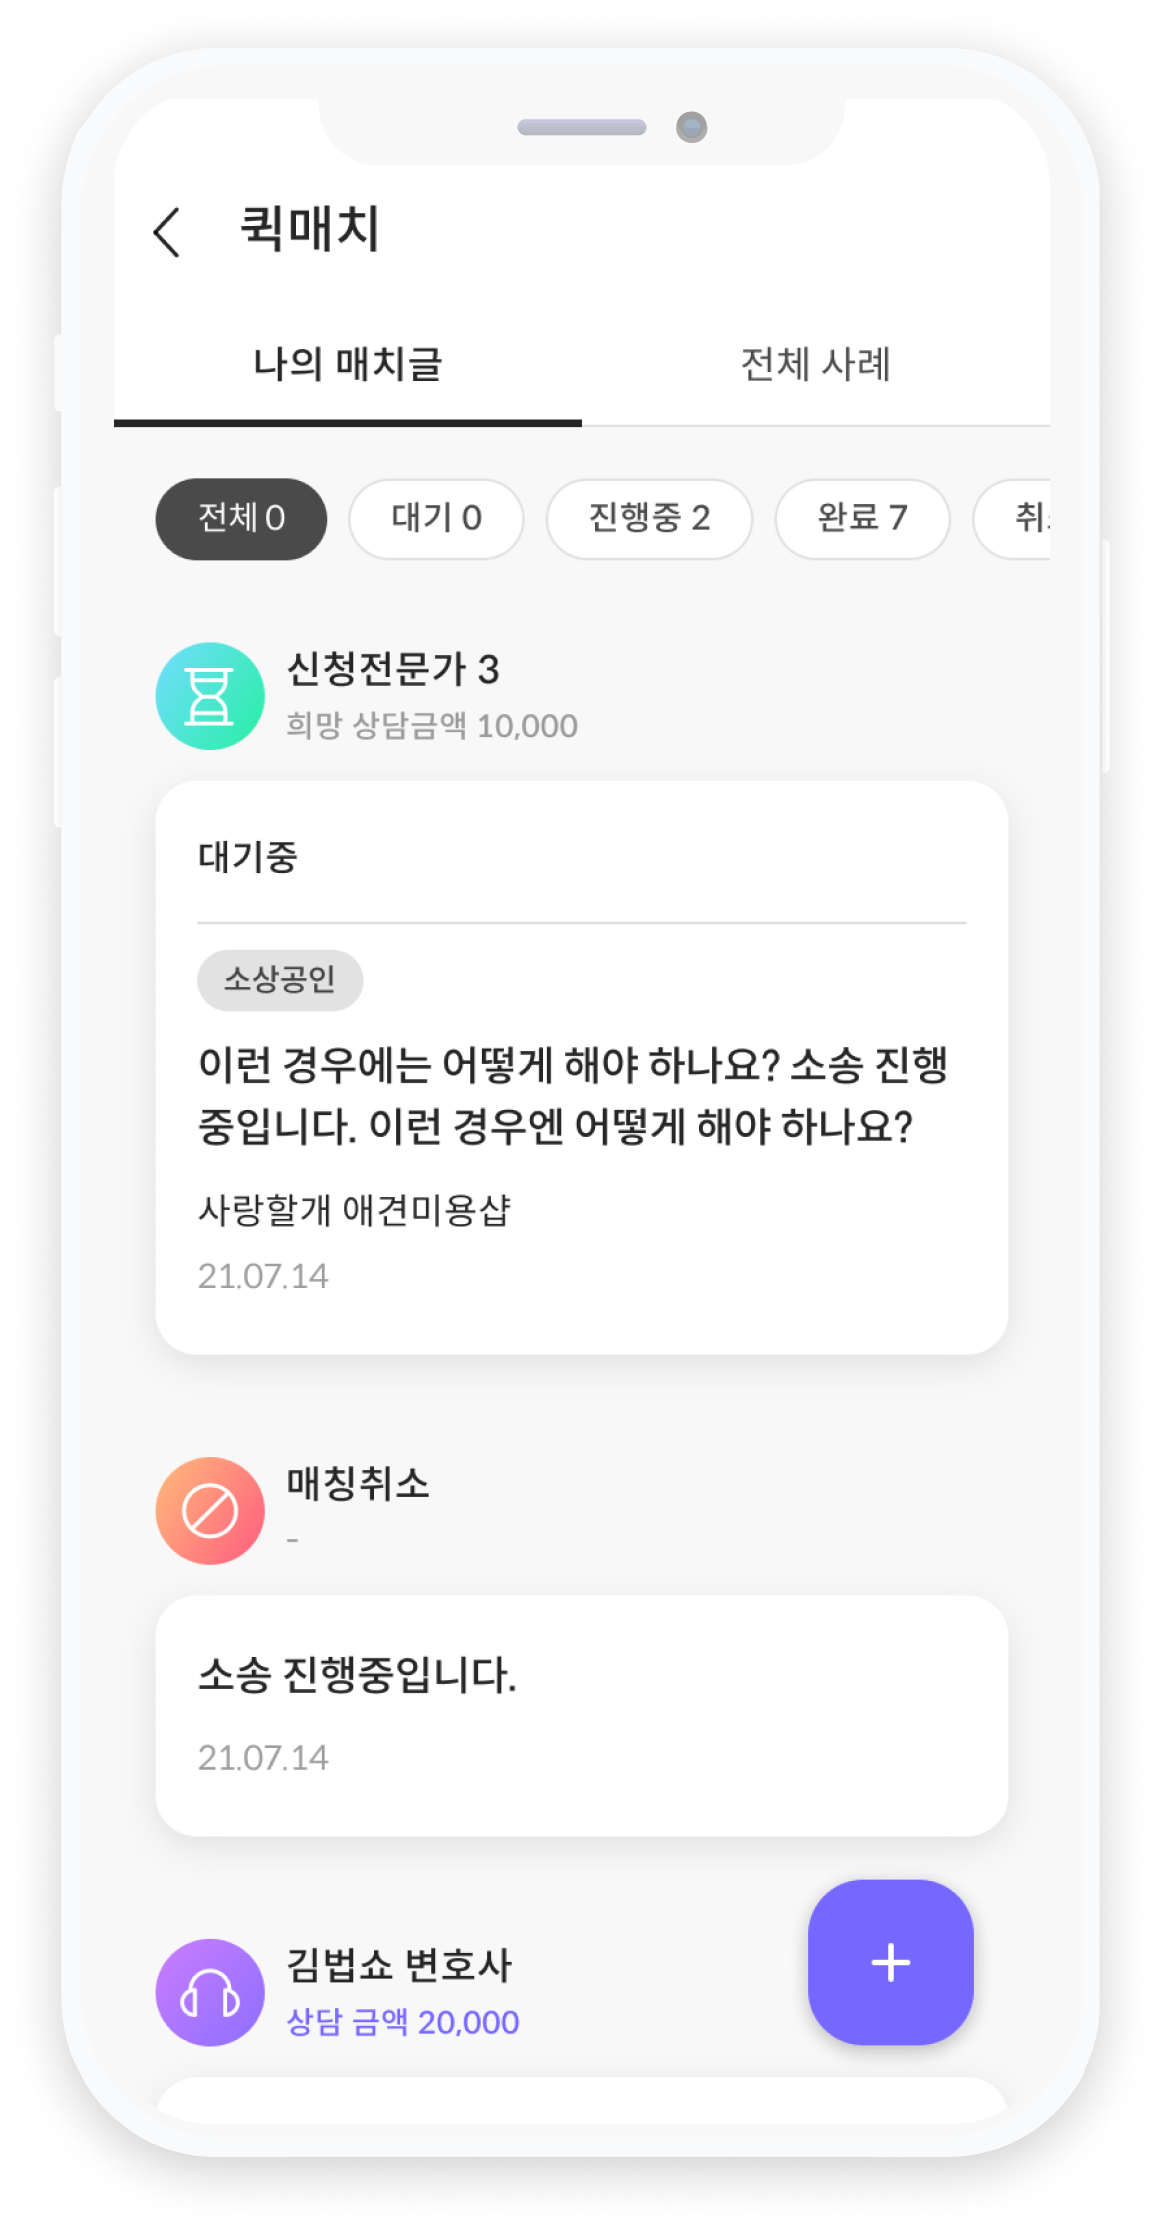 퀵매치
나의 매치글
전체 사례
전체 0
대기 0
진행중 2
완료 7
신청전문가 3
희망 상담금액 10,000
대기중
소상공인
이런 경우에는 어떻게 해야 하나요? 소송 진행
중입니다. 이런 경우엔 어떻게 해야 하나요?
사랑할개 애견미용샵
21.07.14
매칭취소
-
소송 진행중입니다.
21.07.14
김법쇼 변호사
상담 금액 20,000
+